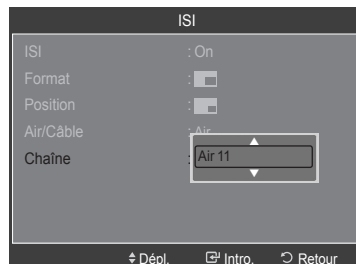 ISI
ISI : On
Format :
Position :
Air/Câble : Air
Chaîne : Air 11
Dépl. Intro. Retour